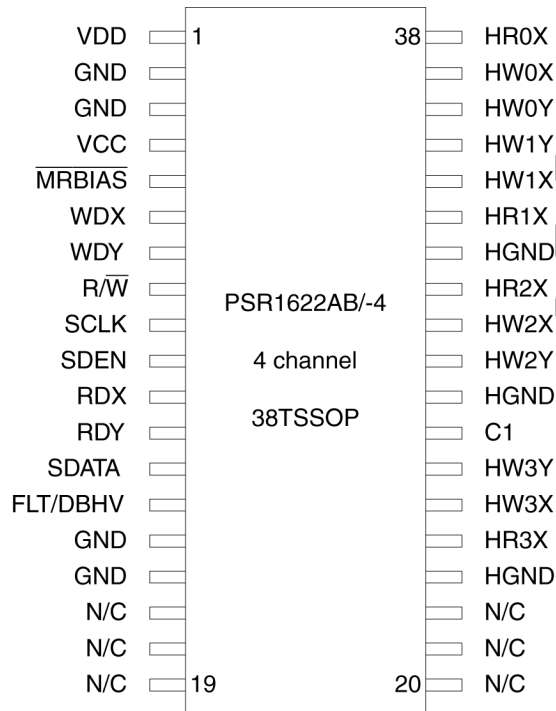 VDD 1 38 HR0X
GND HW0X
GND HW0Y
VCC HW1Y
MRBIAS HW1X
WDX HR1X
WDY HGND
R/W HR2X
PSR1622AB/-4
SCLK HW2X
SDEN 4 channel HW2Y
RDX HGND
38TSSOP
RDY C1
SDATA HW3Y
FLT/DBHV HW3X
GND HR3X
GND HGND
N/C N/C
N/C N/C
N/C 19 20 N/C